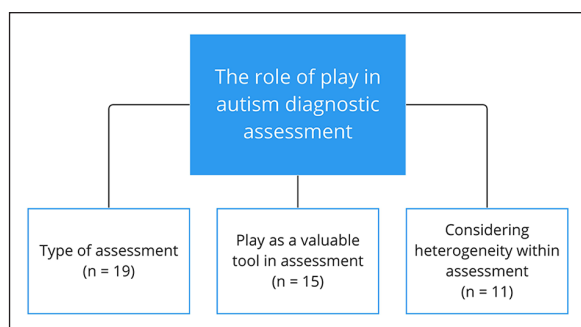 The role of play in
autism diagnostic
assessment
Type of assessment
(n = 19)
Play as a valuable
tool in assessment
(n = 15)
Considering
heterogeneity within
assessment
(n = 11)